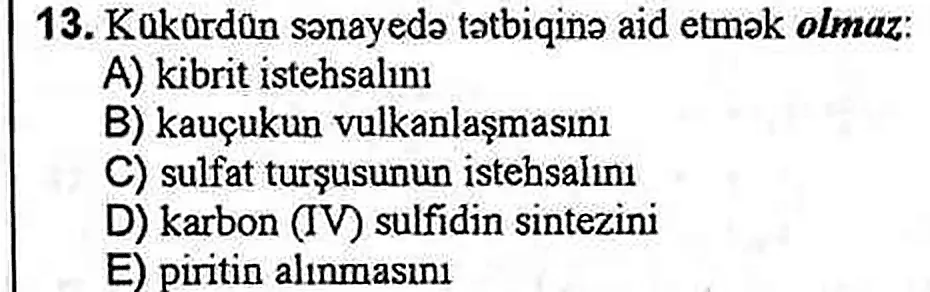 13. Kükürdün sənayedə tətbiqinə aid etmək olmaz:
A) kibrit istehsalını
B) kauçukun vulkanlaşmasını
C) sulfat turşusunun istehsalını
D) karbon (IV) sulfidin sintezini
E) piritin alınmasını